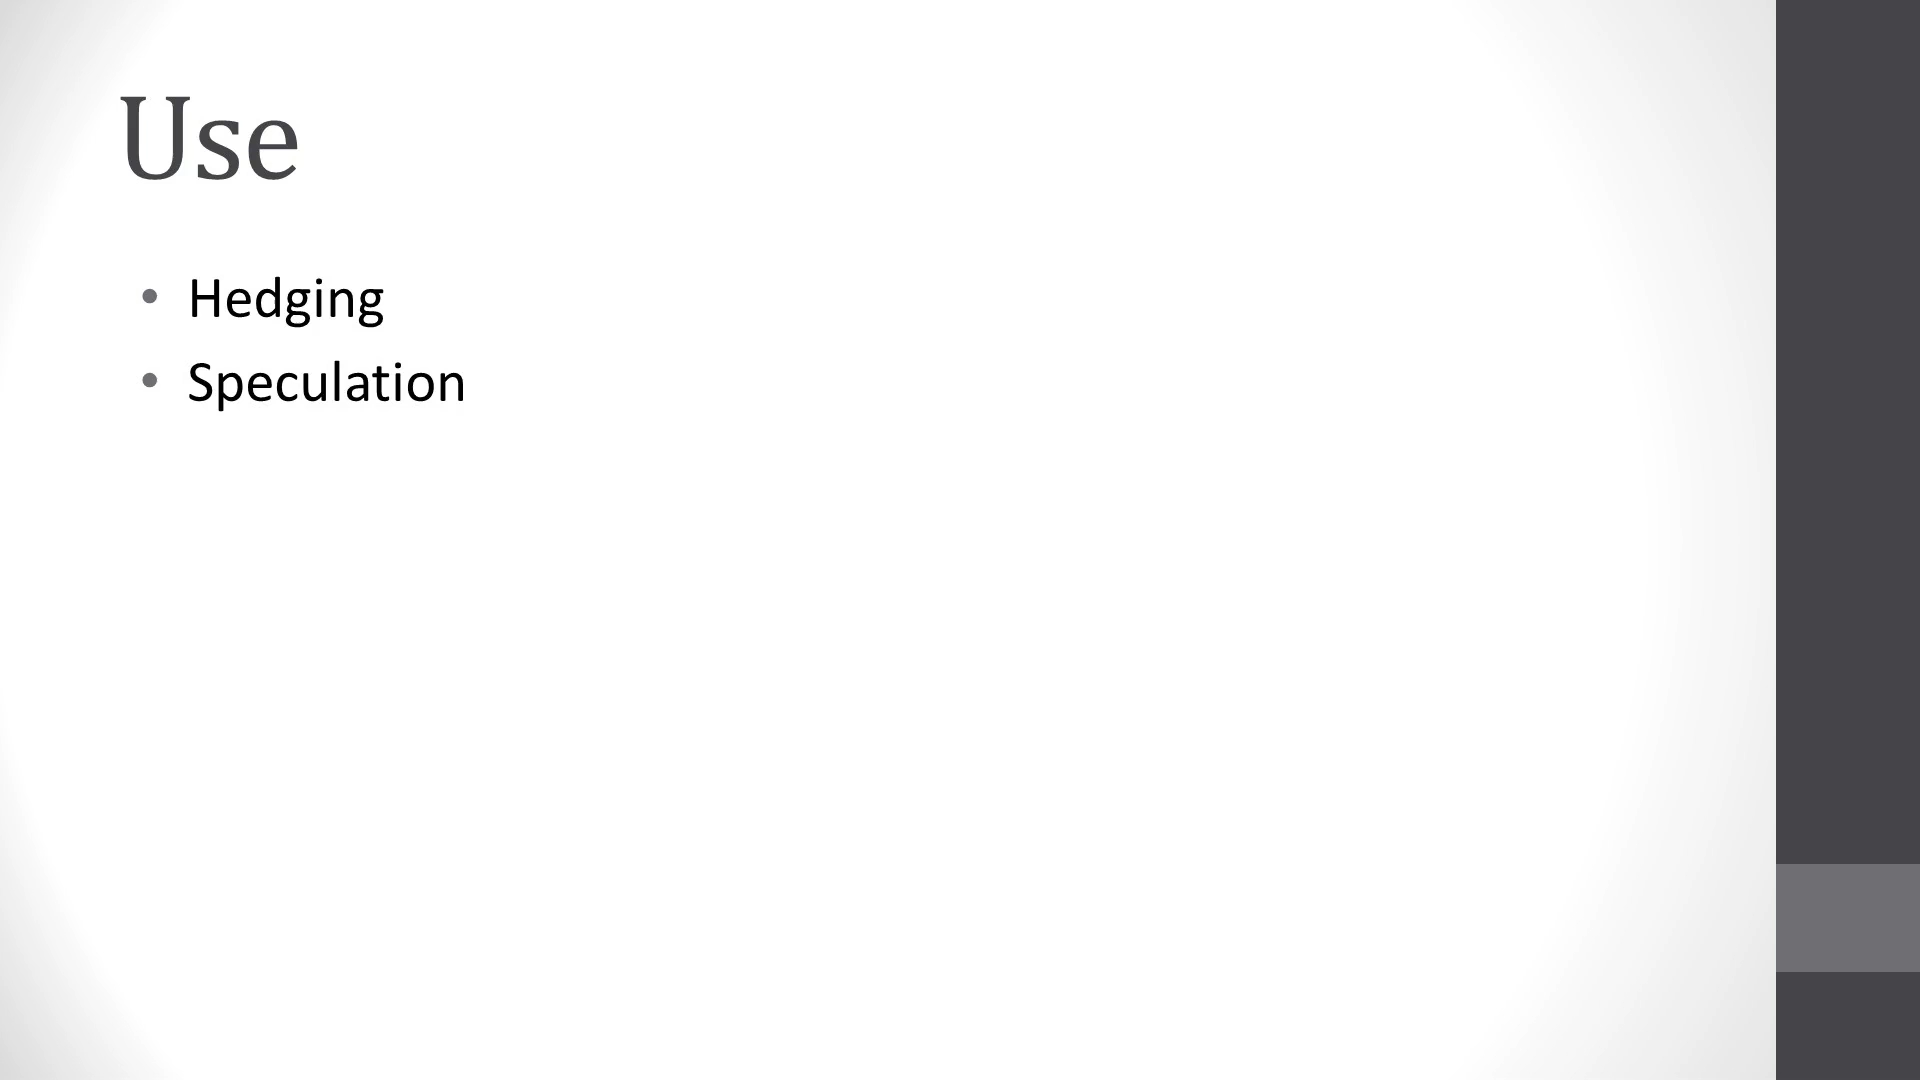 Use
• Hedging
• Speculation